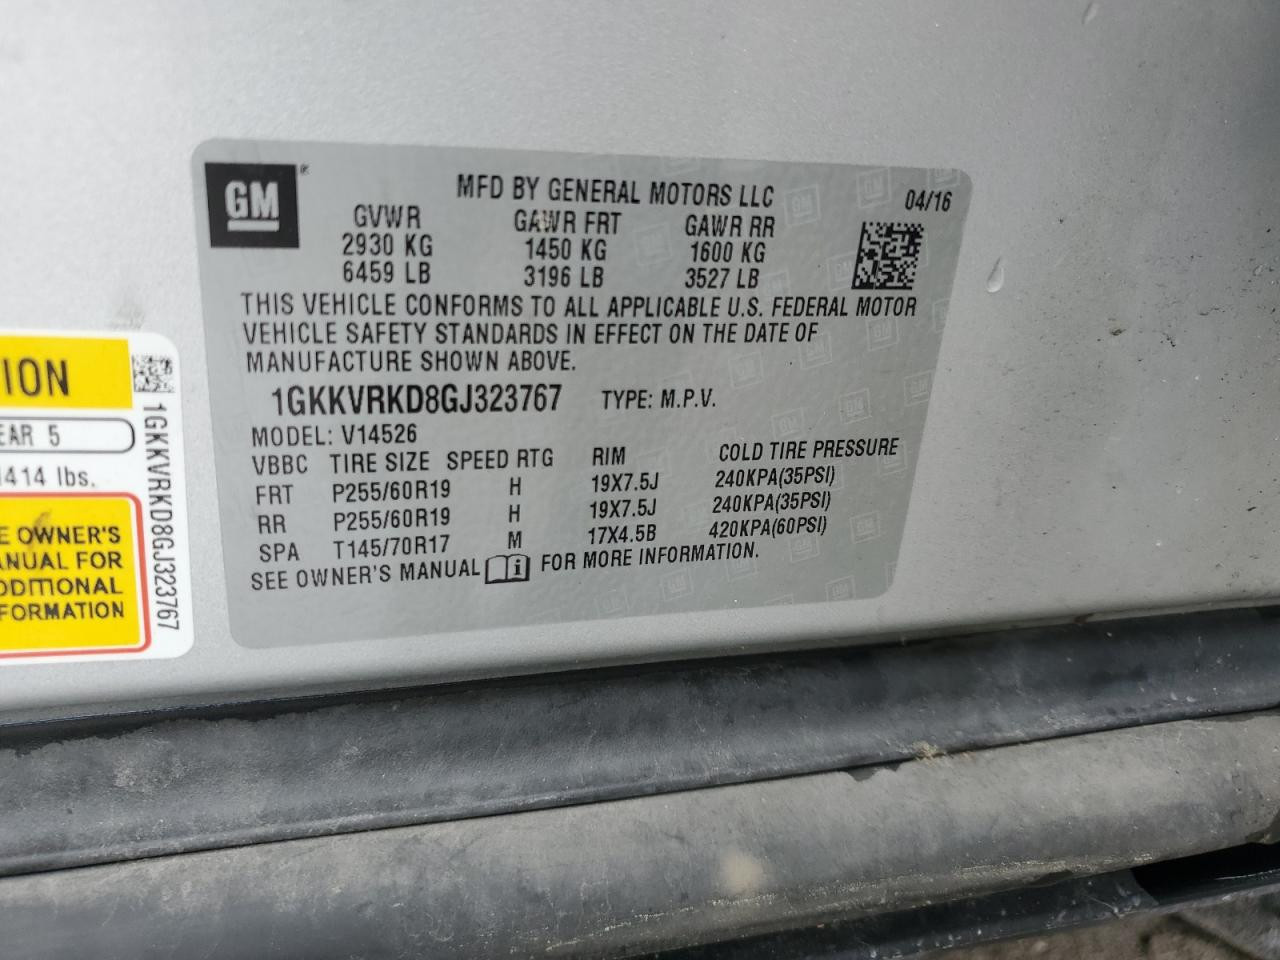 GM
MFD BY GENERAL MOTORS LLC
04/16
GVWR GAWR FRT GAWR RR
2930 KG 1450 KG 1600 KG
6459 LB 3196 LB 3527 LB
THIS VEHICLE CONFORMS TO ALL APPLICABLE U.S. FEDERAL MOTOR
VEHICLE SAFETY STANDARDS IN EFFECT ON THE DATE OF
MANUFACTURE SHOWN ABOVE.
1GKKVRKD8GJ323767 TYPE: M.P.V.
MODEL: V14526
VBBC TIRE SIZE SPEED RTG RIM COLD TIRE PRESSURE
FRT P255/60R19 H 19X7.5J 240KPA(35PSI)
RR P255/60R19 H 19X7.5J 240KPA(35PSI)
SPA T145/70R17 M 17X4.5B 420KPA(60PSI)
SEE OWNER'S MANUAL i FOR MORE INFORMATION.
ION
EAR 5
1414 lbs.
E OWNER'S
ANUAL FOR
DDITIONAL
FORMATION
1GKKVRKD8GJ323767